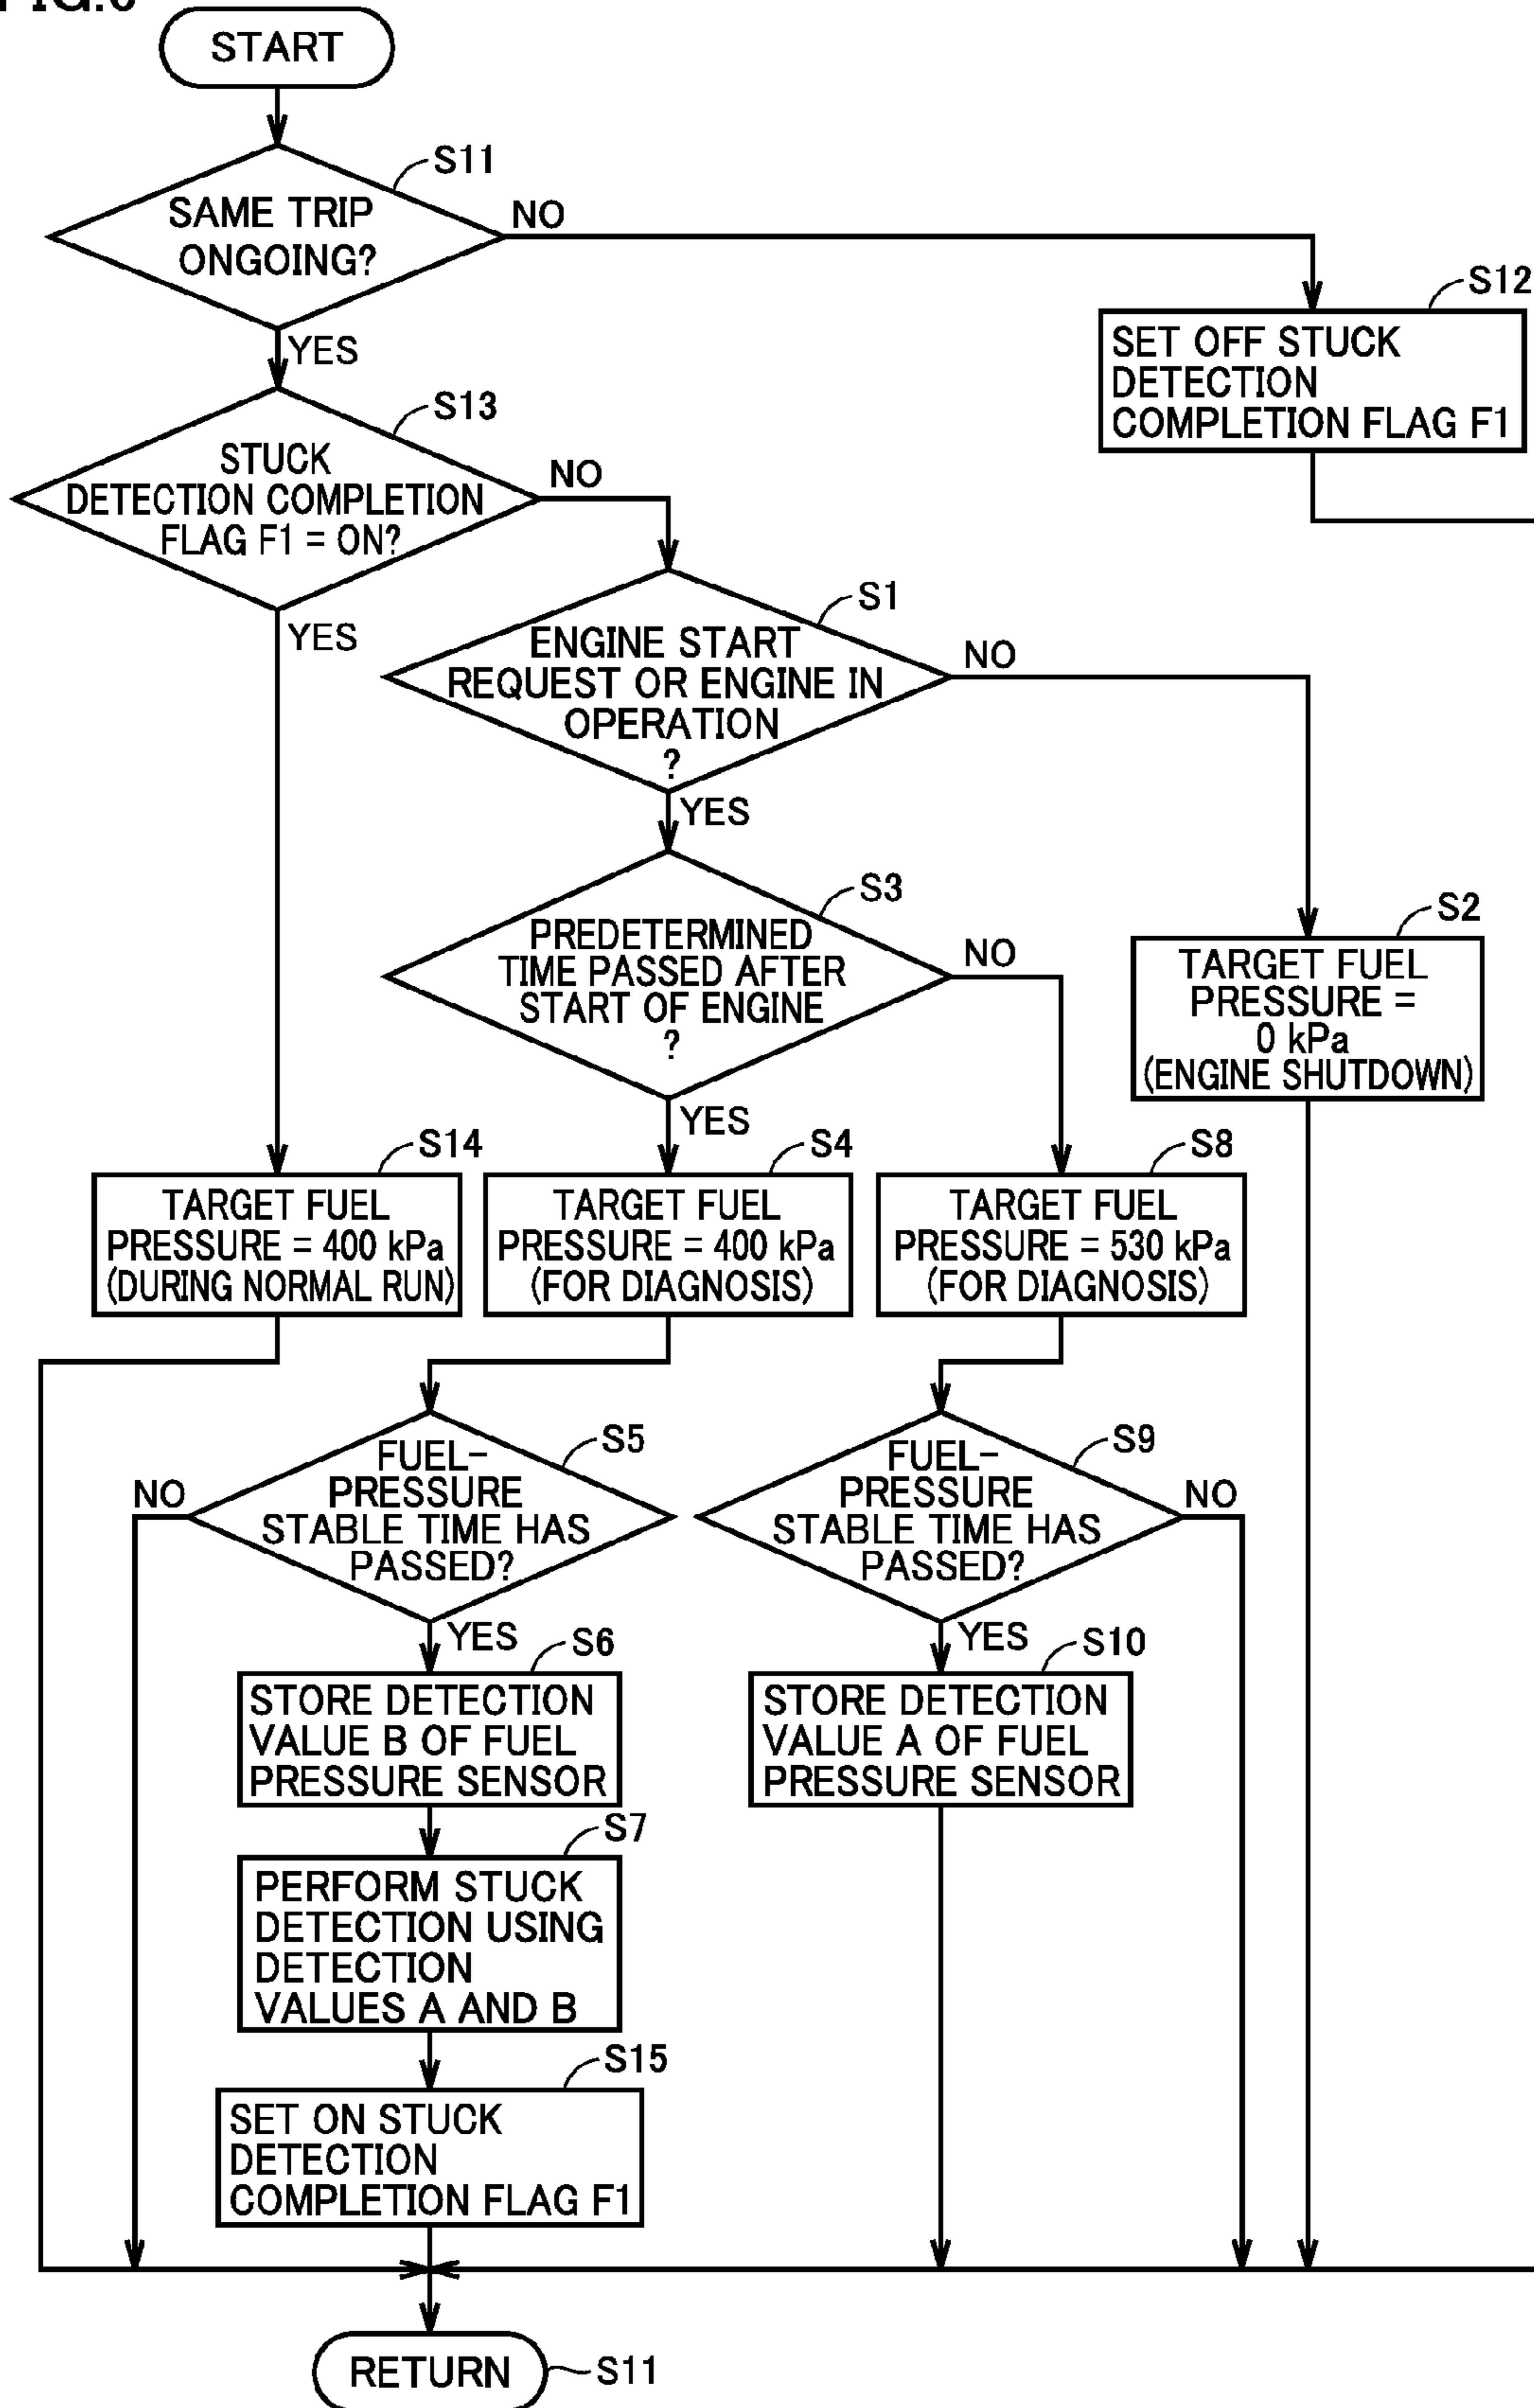 START
S11
SAME TRIP
ONGOING?
NO
YES
S12
SET OFF STUCK
DETECTION
COMPLETION FLAG F1
S13
STUCK
DETECTION COMPLETION
FLAG F1 = ON?
NO
YES
S1
ENGINE START
REQUEST OR ENGINE IN
OPERATION
?
NO
YES
S3
PREDETERMINED
TIME PASSED AFTER
START OF ENGINE
?
NO
YES
S2
TARGET FUEL
PRESSURE =
0 kPa
(ENGINE SHUTDOWN)
S14
TARGET FUEL
PRESSURE = 400 kPa
(DURING NORMAL RUN)
S4
TARGET FUEL
PRESSURE = 400 kPa
(FOR DIAGNOSIS)
S8
TARGET FUEL
PRESSURE = 530 kPa
(FOR DIAGNOSIS)
S5
FUEL-
PRESSURE
STABLE TIME HAS
PASSED?
NO
YES
S9
FUEL-
PRESSURE
STABLE TIME HAS
PASSED?
NO
YES
S6
STORE DETECTION
VALUE B OF FUEL
PRESSURE SENSOR
S10
STORE DETECTION
VALUE A OF FUEL
PRESSURE SENSOR
S7
PERFORM STUCK
DETECTION USING
DETECTION
VALUES A AND B
S15
SET ON STUCK
DETECTION
COMPLETION FLAG F1
RETURN
S11